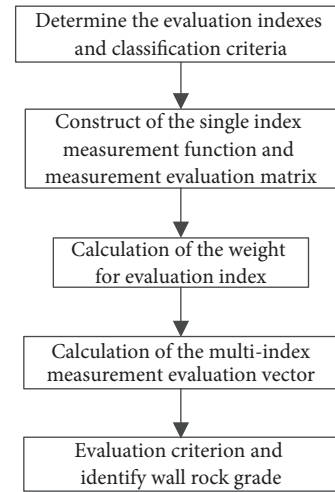 Determine the evaluation indexes
and classification criteria
Construct of the single index
measurement function and
measurement evaluation matrix
Calculation of the weight
for evaluation index
Calculation of the multi-index
measurement evaluation vector
Evaluation criterion and
identify wall rock grade